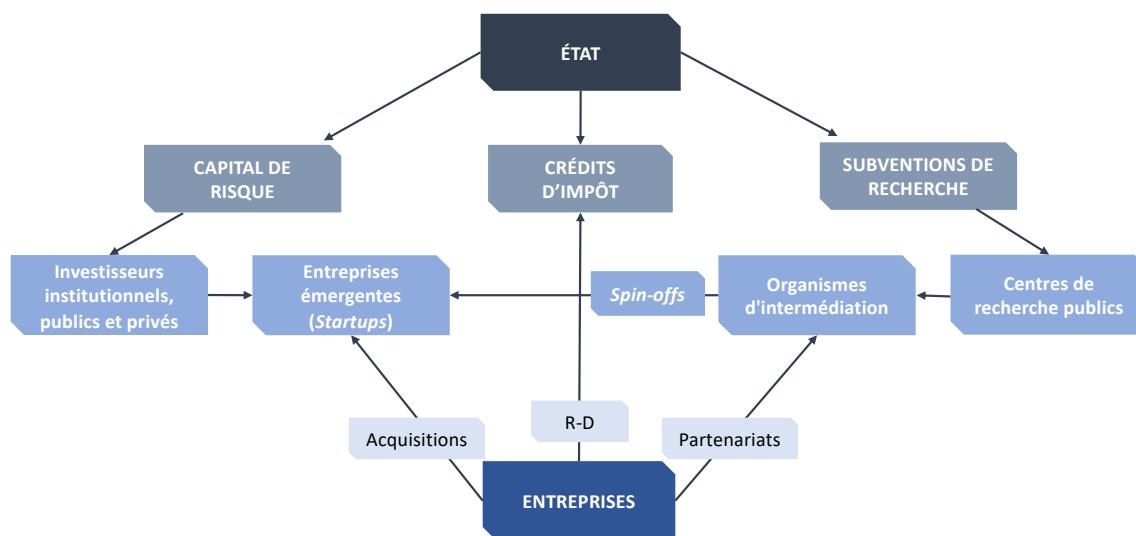 ÉTAT
CAPITAL DE
RISQUE
CRÉDITS
D'IMPÔT
SUBVENTIONS DE
RECHERCHE
Investisseurs
institutionnels,
publics et privés
Entreprises
émergentes
(Startups)
Spin-offs
Organismes
d'intermédiation
Centres de
recherche publics
Acquisitions
R-D
Partenariats
ENTREPRISES